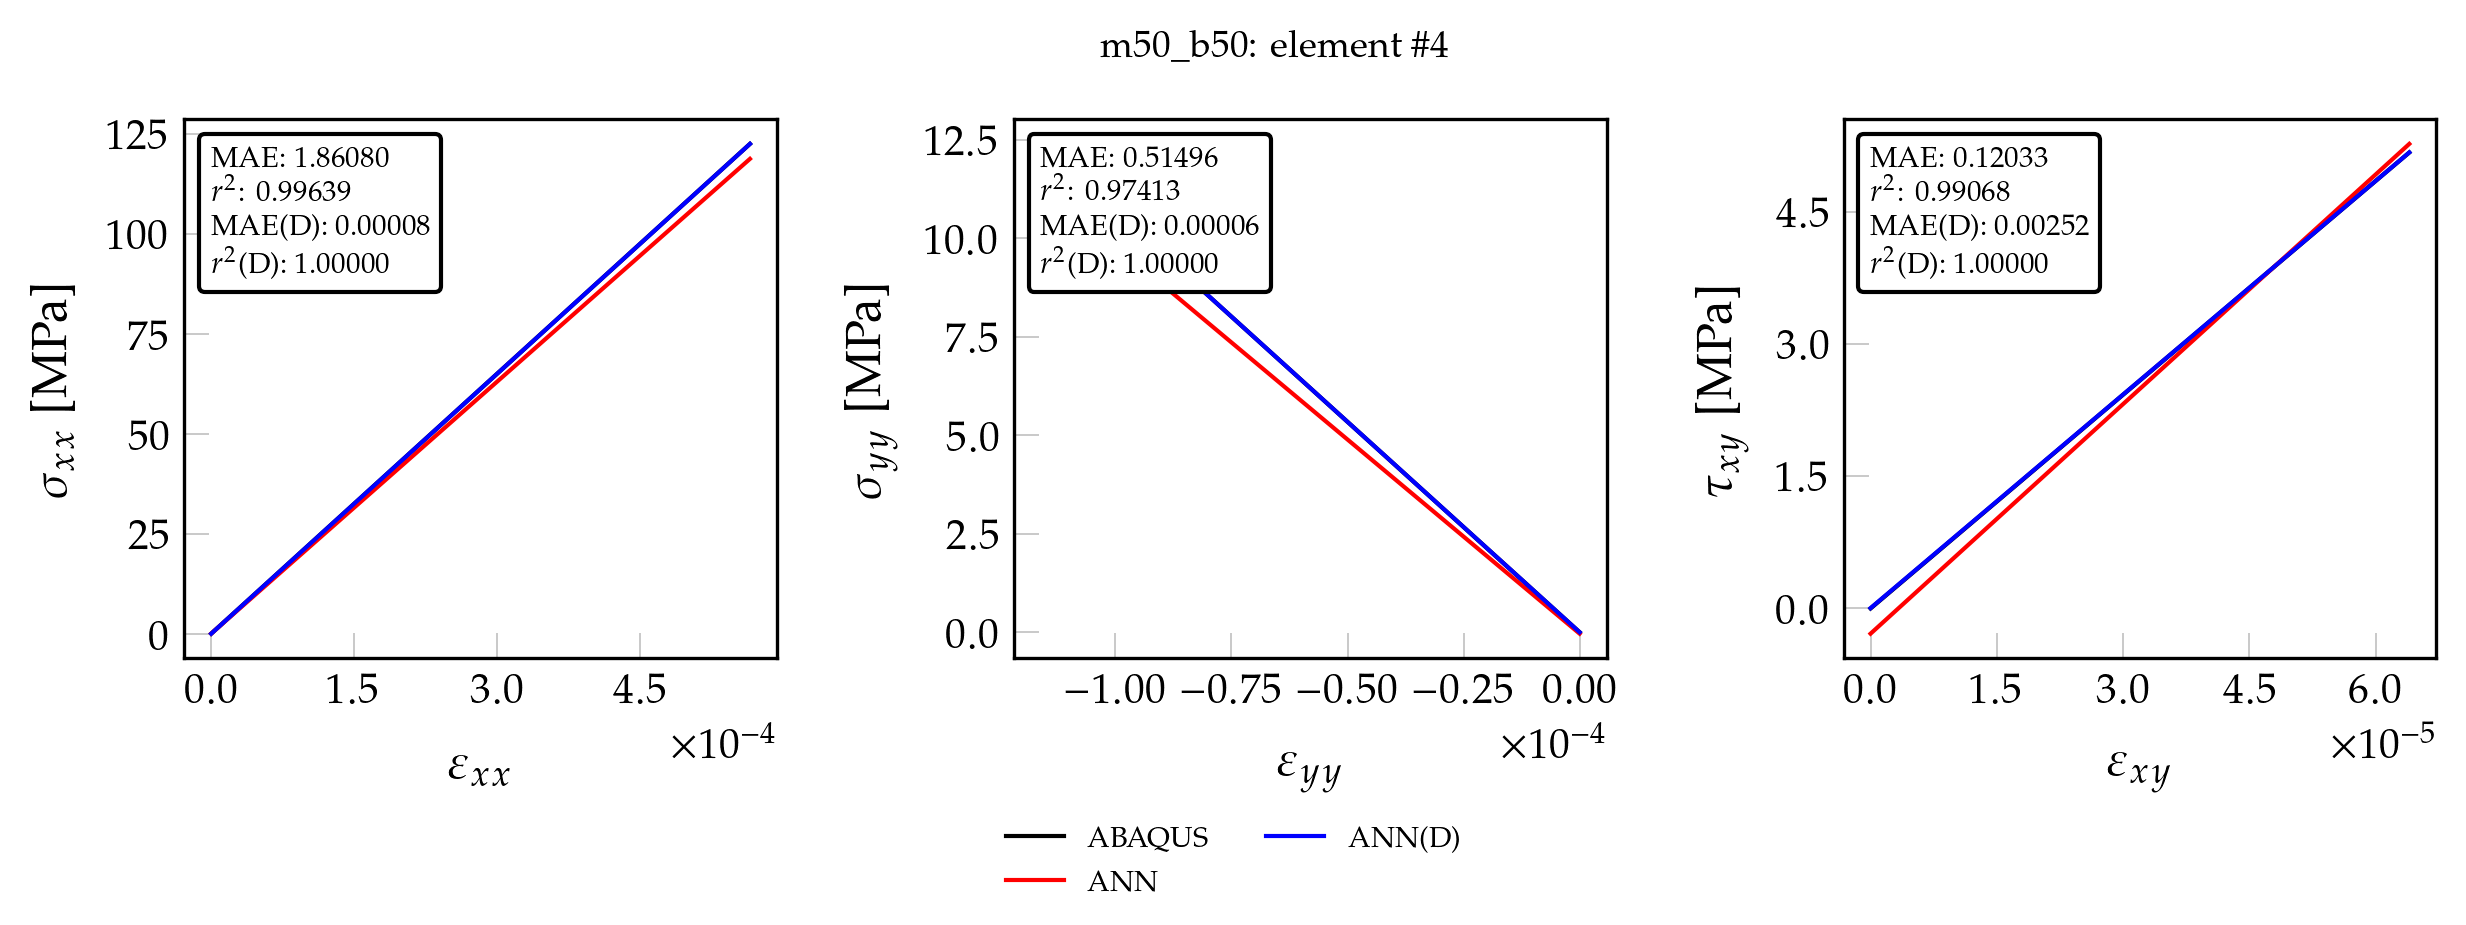 m50_b50: element #4
125
100
75
50
25
0
σxx [MPa]
MAE: 1.86080
r²: 0.99639
MAE(D): 0.00008
r²(D): 1.00000
0.0 1.5 3.0 4.5
×10⁻⁴
εxx
12.5
10.0
7.5
5.0
2.5
0.0
σyy [MPa]
MAE: 0.51496
r²: 0.97413
MAE(D): 0.00006
r²(D): 1.00000
−1.00 −0.75 −0.50 −0.25 0.00
×10⁻⁴
εyy
4.5
3.0
1.5
0.0
τxy [MPa]
MAE: 0.12033
r²: 0.99068
MAE(D): 0.00252
r²(D): 1.00000
0.0 1.5 3.0 4.5 6.0
×10⁻⁵
εxy
ABAQUS ANN(D)
ANN